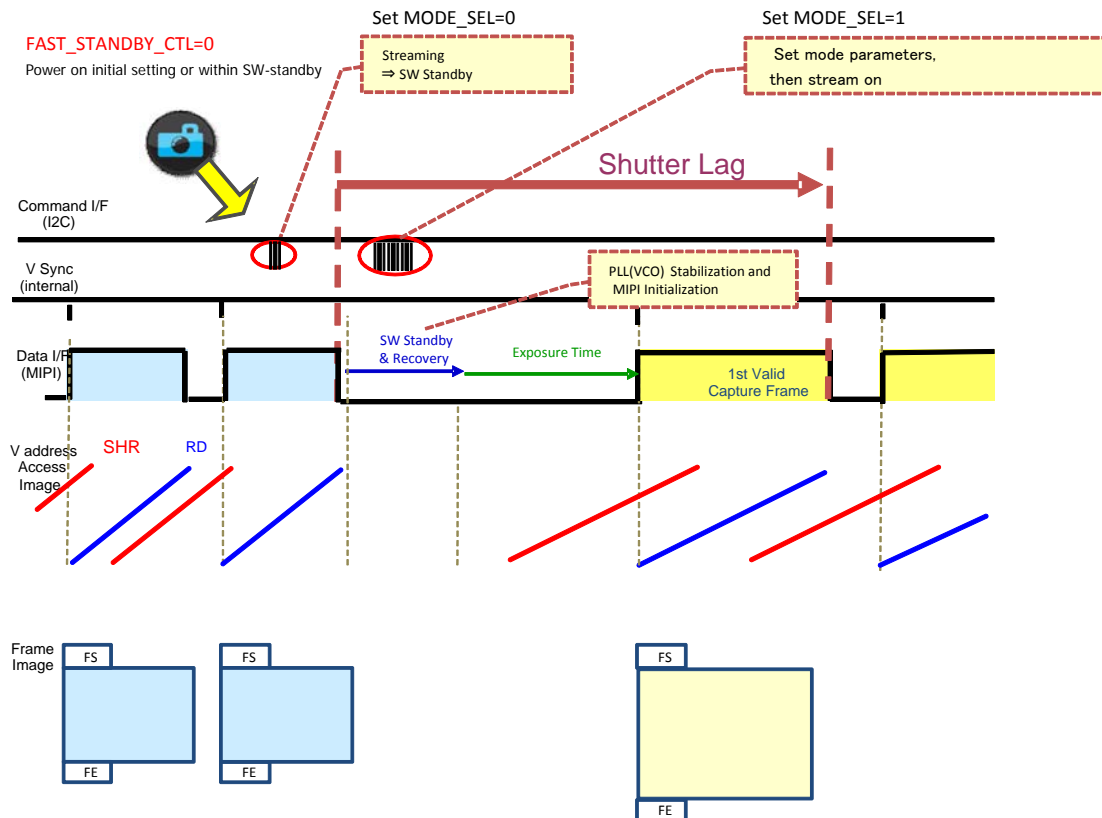 Set MODE_SEL=0
Set MODE_SEL=1
FAST_STANDBY_CTL=0
Power on initial setting or within SW-standby
Streaming
⇒ SW Standby
Set mode parameters,
then stream on
Shutter Lag
Command I/F
(I2C)
V Sync
(internal)
PLL(VCO) Stabilization and
MIPI Initialization
Data I/F
(MIPI)
SW Standby
& Recovery
Exposure Time
1st Valid
Capture Frame
V address
Access
Image
SHR
RD
Frame
Image
FS
FS
FS
FE
FE
FE